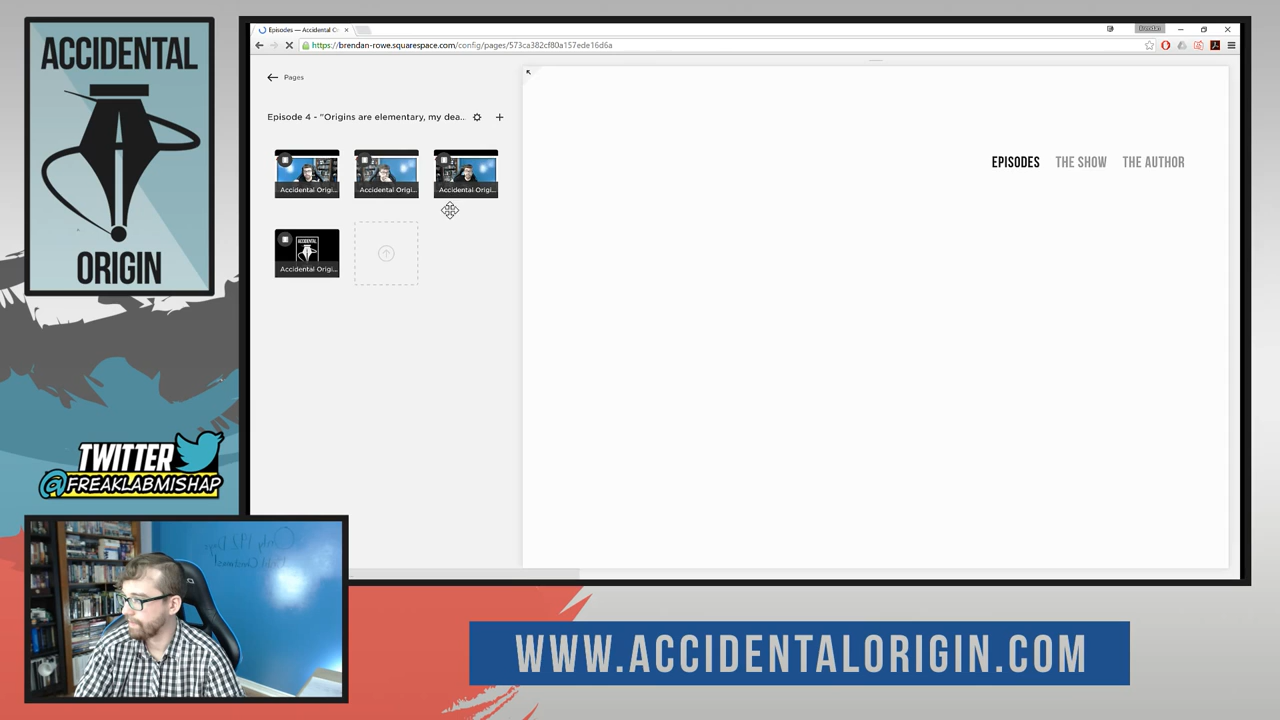 ACCIDENTAL
ORIGIN
Episodes — Accidental O
Brendan
https://brendan-rowe.squarespace.com/config/pages/573ca382cf80a157ede16d6a
Pages
Episode 4 - "Origins are elementary, my dea...
EPISODES THE SHOW THE AUTHOR
Accidental Origi... Accidental Origi... Accidental Origi...
ACCIDENTAL
Accidental Origi...
TWITTER
@FREAKLABMISHAP
WWW.ACCIDENTALORIGIN.COM